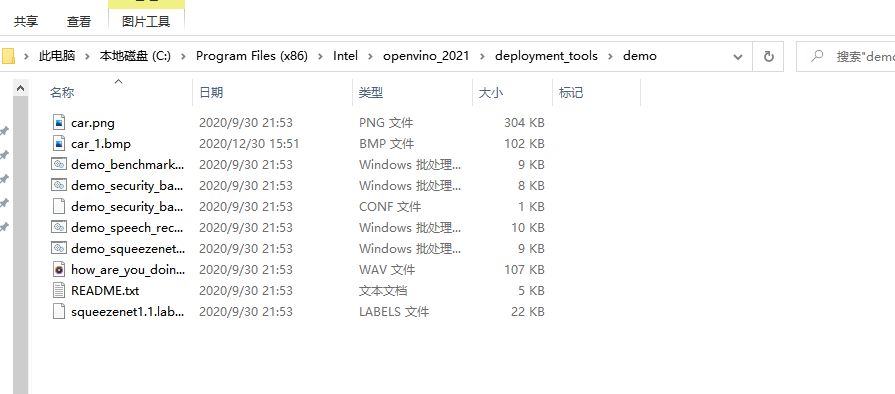 共享 查看 图片工具
此电脑 本地磁盘 (C:) Program Files (x86) Intel openvino_2021 deployment_tools demo 搜索"demo
名称 日期 类型 大小 标记
car.png 2020/9/30 21:53 PNG 文件 304 KB
car_1.bmp 2020/12/30 15:51 BMP 文件 102 KB
demo_benchmark... 2020/9/30 21:53 Windows 批处理... 9 KB
demo_security_ba... 2020/9/30 21:53 Windows 批处理... 8 KB
demo_security_ba... 2020/9/30 21:53 CONF 文件 1 KB
demo_speech_rec... 2020/9/30 21:53 Windows 批处理... 10 KB
demo_squeezenet... 2020/9/30 21:53 Windows 批处理... 9 KB
how_are_you_doin... 2020/9/30 21:53 WAV 文件 107 KB
README.txt 2020/9/30 21:53 文本文档 5 KB
squeezenet1.1.lab... 2020/9/30 21:53 LABELS 文件 22 KB